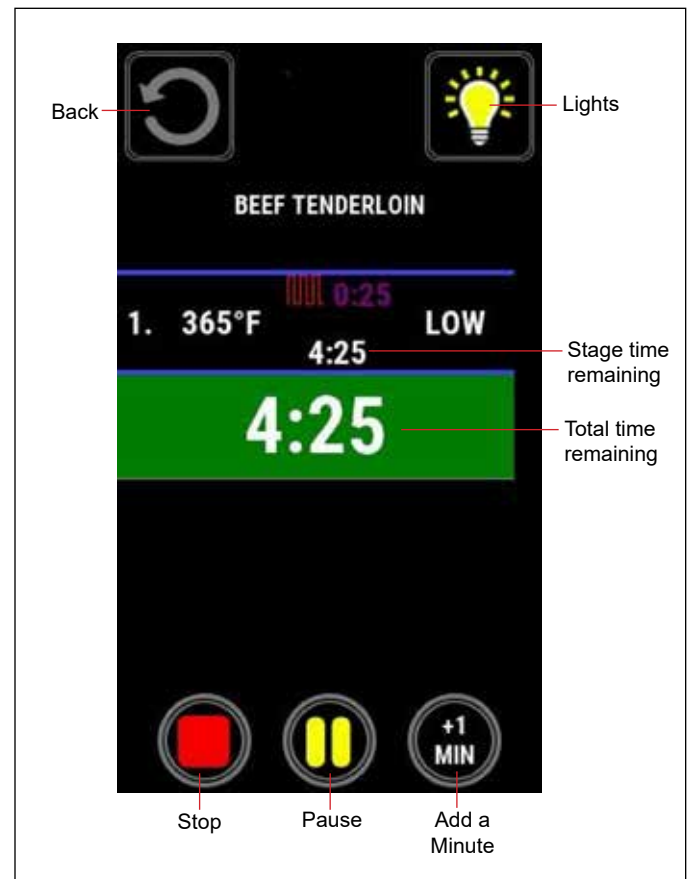 Back
Lights
BEEF TENDERLOIN
0:25
1. 365°F LOW
4:25
Stage time
remaining
4:25
Total time
remaining
+1
MIN
Stop
Pause
Add a
Minute